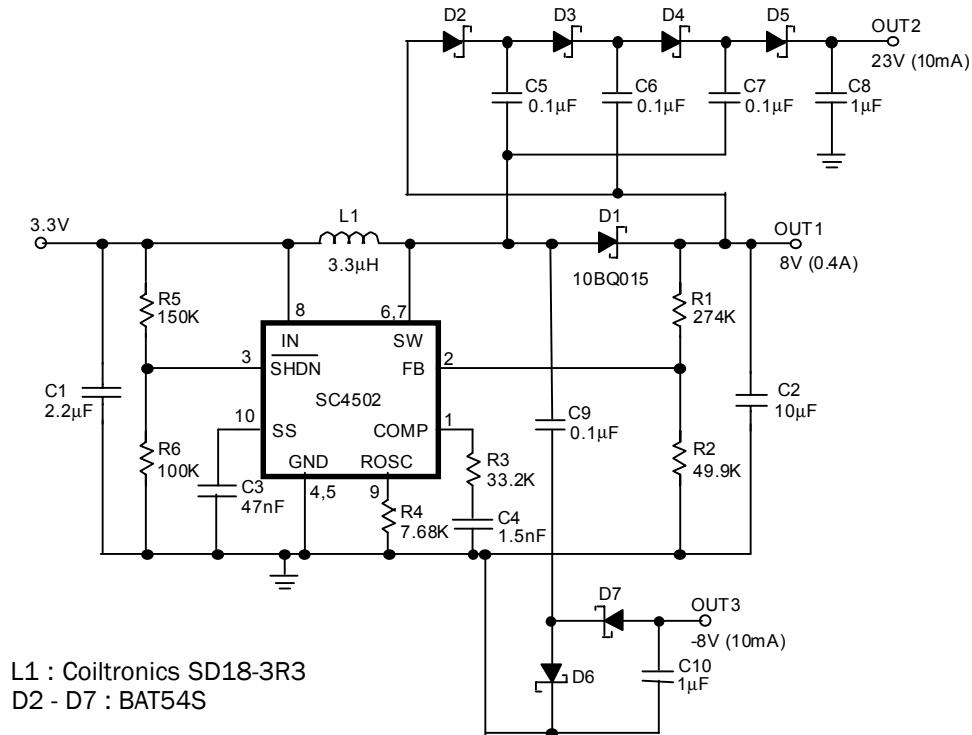 D2
D3
D4
D5
OUT2
23V (10mA)
C5
0.1µF
C6
0.1µF
C7
0.1µF
C8
1µF
3.3V
L1
3.3µH
D1
10BQ015
OUT1
8V (0.4A)
R5
150K
8
6,7
IN
SW
R1
274K
3
SHDN
FB
2
C1
2.2µF
SC4502
C2
10µF
10
SS
COMP
1
C9
0.1µF
R6
100K
GND
ROSC
R3
33.2K
R2
49.9K
C3
47nF
4,5
9
R4
7.68K
C4
1.5nF
D7
OUT3
-8V (10mA)
D6
C10
1µF
L1 : Coiltronics SD18-3R3
D2 - D7 : BAT54S